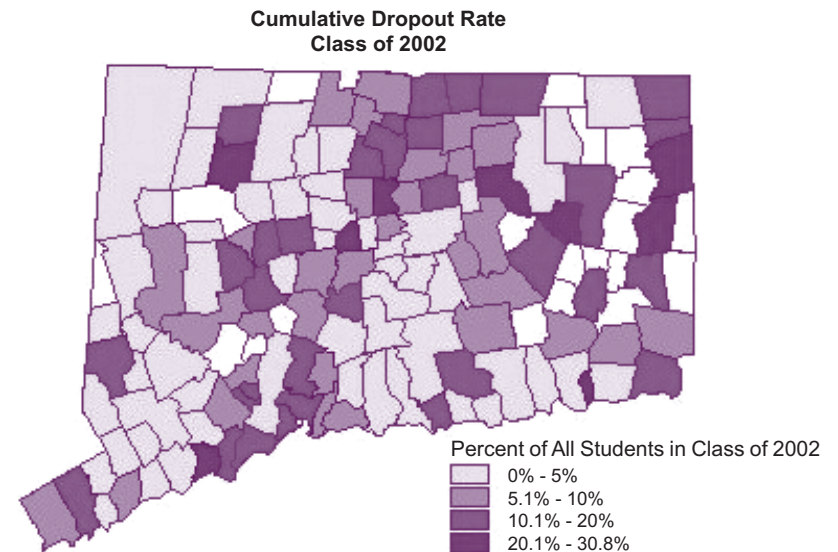 Cumulative Dropout Rate
Class of 2002
Percent of All Students in Class of 2002
0% - 5%
5.1% - 10%
10.1% - 20%
20.1% - 30.8%